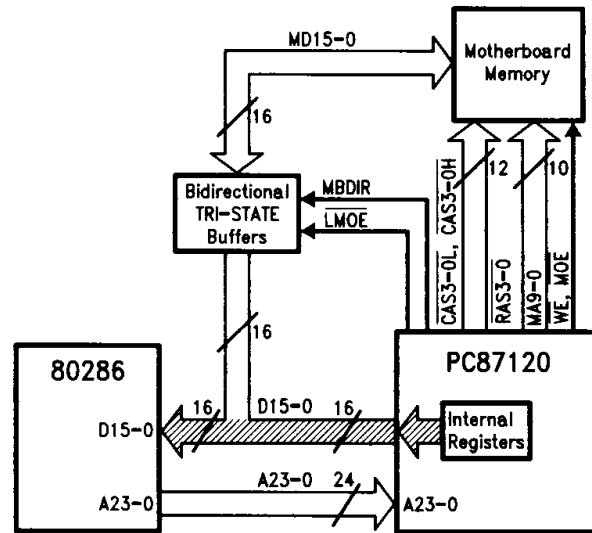 MD15-0
Motherboard
Memory
16
12
10
Bidirectional
TRI-STATE
Buffers
MBDIR
LMOE
CAS3-0L, CAS3-0H
RAS3-0
MA9-0
WE, MOE
16
80286
PC87120
D15-0
16
D15-0
16
Internal
Registers
A23-0
A23-0
24
A23-0